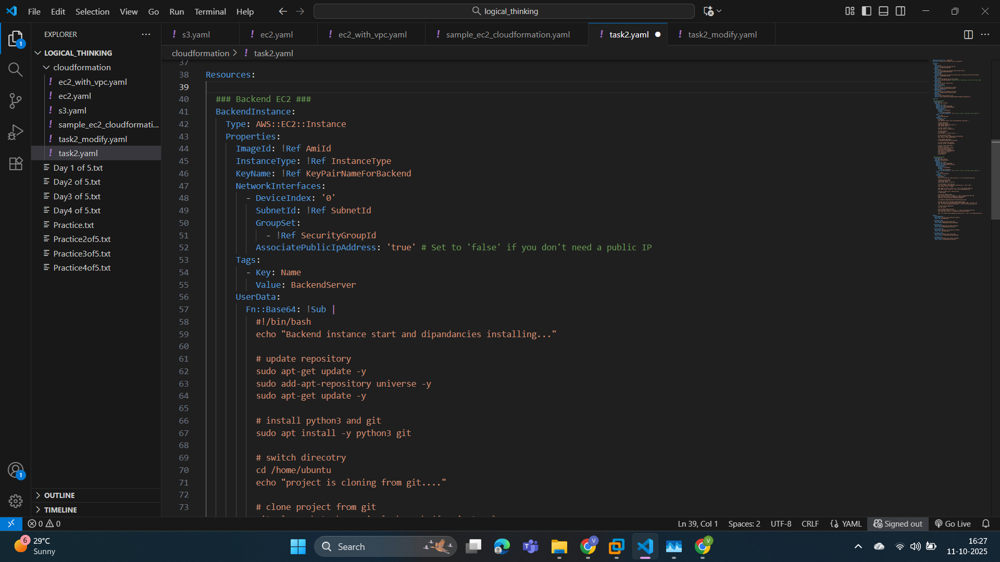 File Edit Selection View Go Run Terminal Help
logical_thinking
EXPLORER
s3.yaml
ec2.yaml
ec2_with_vpc.yaml
sample_ec2_cloudformation.yaml
task2.yaml
task2_modify.yaml
cloudformation > task2.yaml
1
LOGICAL_THINKING
cloudformation
ec2_with_vpc.yaml
ec2.yaml
s3.yaml
sample_ec2_cloudformati...
task2_modify.yaml
task2.yaml
Day 1 of 5.txt
Day2 of 5.txt
Day3 of 5.txt
Day4 of 5.txt
Practice.txt
Practice2of5.txt
Practice3of5.txt
Practice4of5.txt
OUTLINE
TIMELINE
1
37
38 Resources:
39
40 ### Backend EC2 ###
41 BackendInstance:
42 Type: AWS::EC2::Instance
43 Properties:
44 ImageId: !Ref AmiId
45 InstanceType: !Ref InstanceType
46 KeyName: !Ref KeyPairNameForBackend
47 NetworkInterfaces:
48 - DeviceIndex: '0'
49 SubnetId: !Ref SubnetId
50 GroupSet:
51 - !Ref SecurityGroupId
52 AssociatePublicIpAddress: 'true' # Set to 'false' if you don't need a public IP
53 Tags:
54 - Key: Name
55 Value: BackendServer
56 UserData:
57 Fn::Base64: !Sub |
58 #!/bin/bash
59 echo "Backend instance start and dipandancies installing..."
60
61 # update repository
62 sudo apt-get update -y
63 sudo add-apt-repository universe -y
64 sudo apt-get update -y
65
66 # install python3 and git
67 sudo apt install -y python3 git
68
69 # switch direcotry
70 cd /home/ubuntu
71 echo "project is cloning from git...."
72
73 # clone project from git
0 0
Ln 39, Col 1 Spaces: 2 UTF-8 CRLF {} YAML Signed out Go Live
6
29°C
Sunny
Search
V
V
16:27
11-10-2025